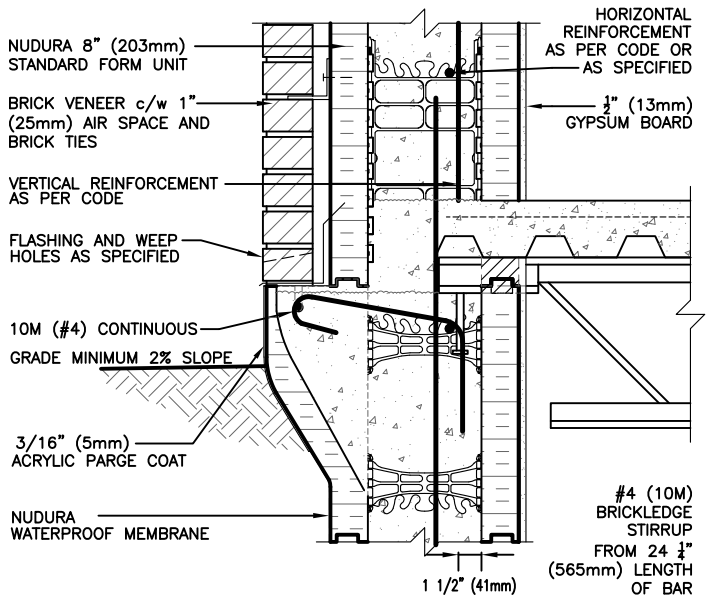 NUDURA 8" (203mm)
STANDARD FORM UNIT
BRICK VENEER c/w 1"
(25mm) AIR SPACE AND
BRICK TIES
VERTICAL REINFORCEMENT
AS PER CODE
FLASHING AND WEEP
HOLES AS SPECIFIED
10M (#4) CONTINUOUS
GRADE MINIMUM 2% SLOPE
3/16" (5mm)
ACRYLIC PARGE COAT
NUDURA
WATERPROOF MEMBRANE
HORIZONTAL
REINFORCEMENT
AS PER CODE OR
AS SPECIFIED
½" (13mm)
GYPSUM BOARD
#4 (10M)
BRICKLEDGE
STIRRUP
FROM 24 ¼"
(565mm) LENGTH
OF BAR
1 1/2" (41mm)